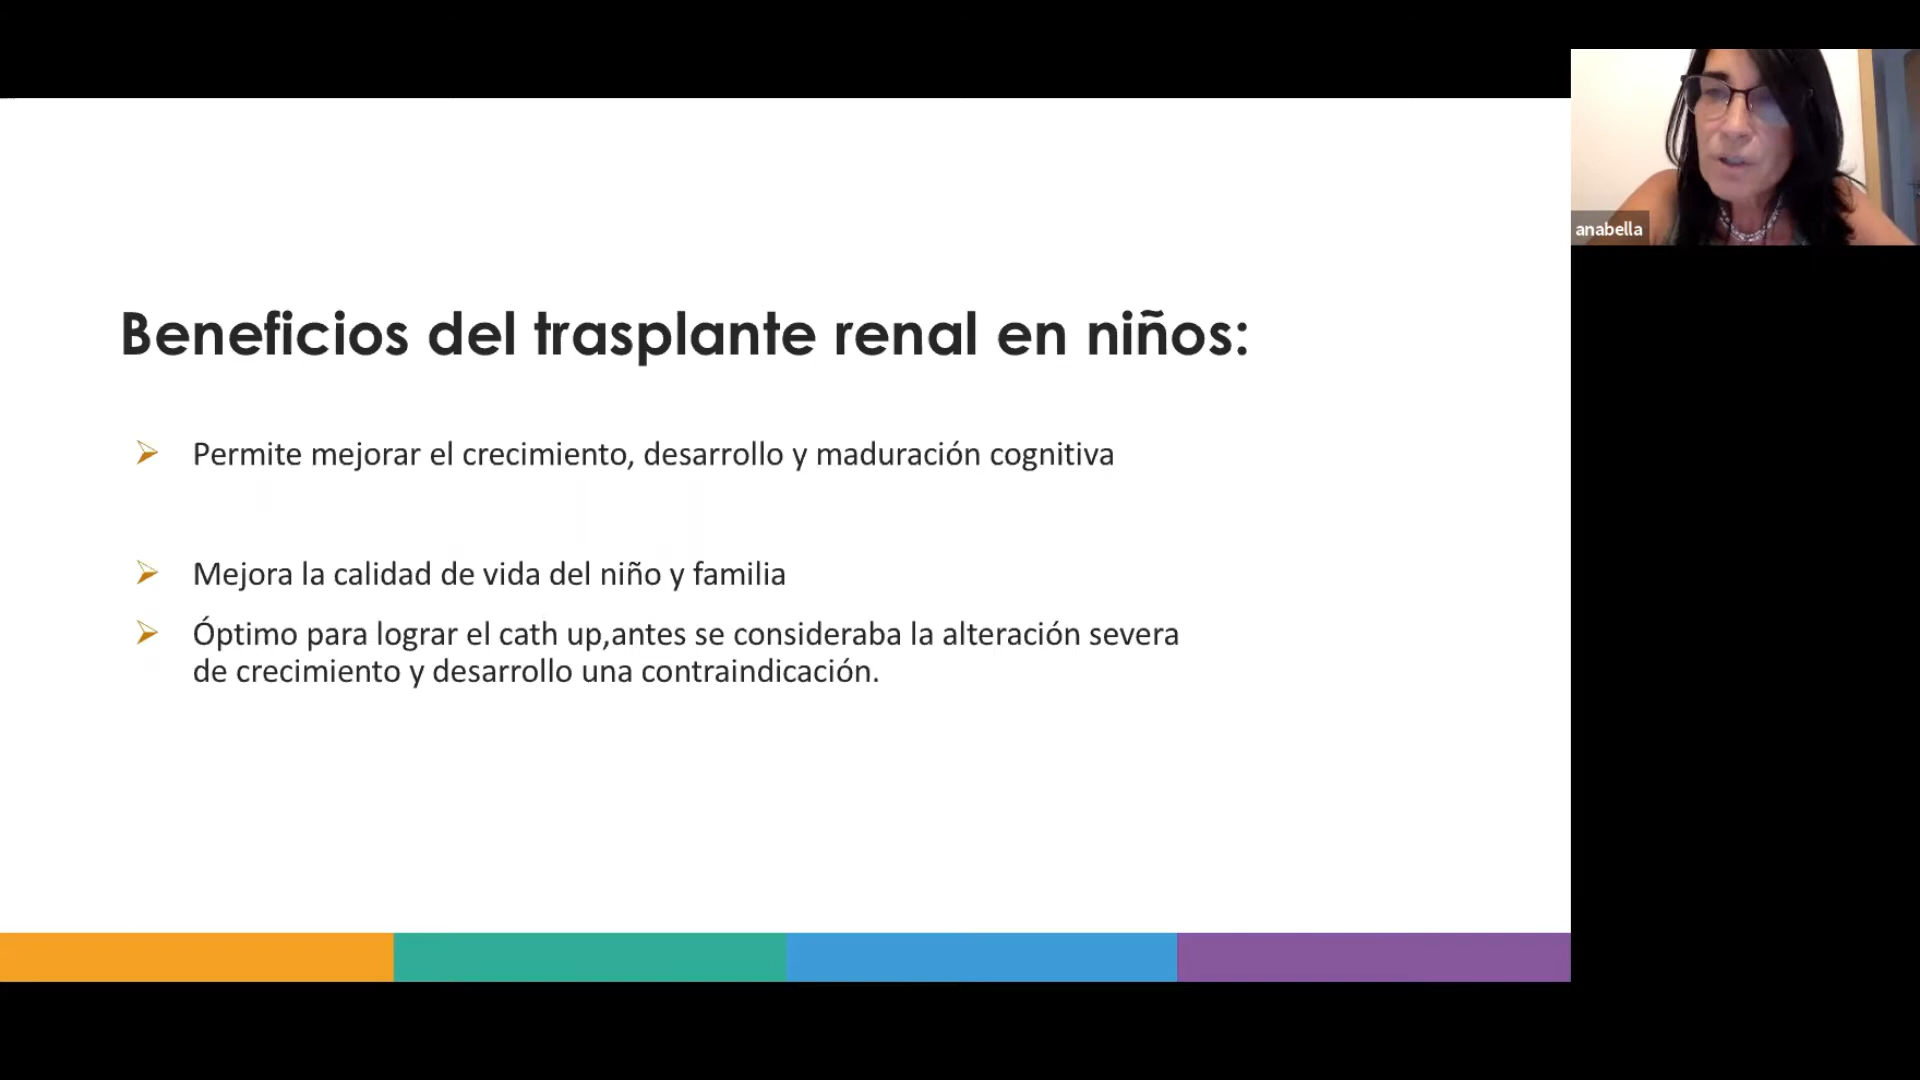 anabella
Beneficios del trasplante renal en niños:
Permite mejorar el crecimiento, desarrollo y maduración cognitiva
Mejora la calidad de vida del niño y familia
Óptimo para lograr el cath up,antes se consideraba la alteración severa
de crecimiento y desarrollo una contraindicación.